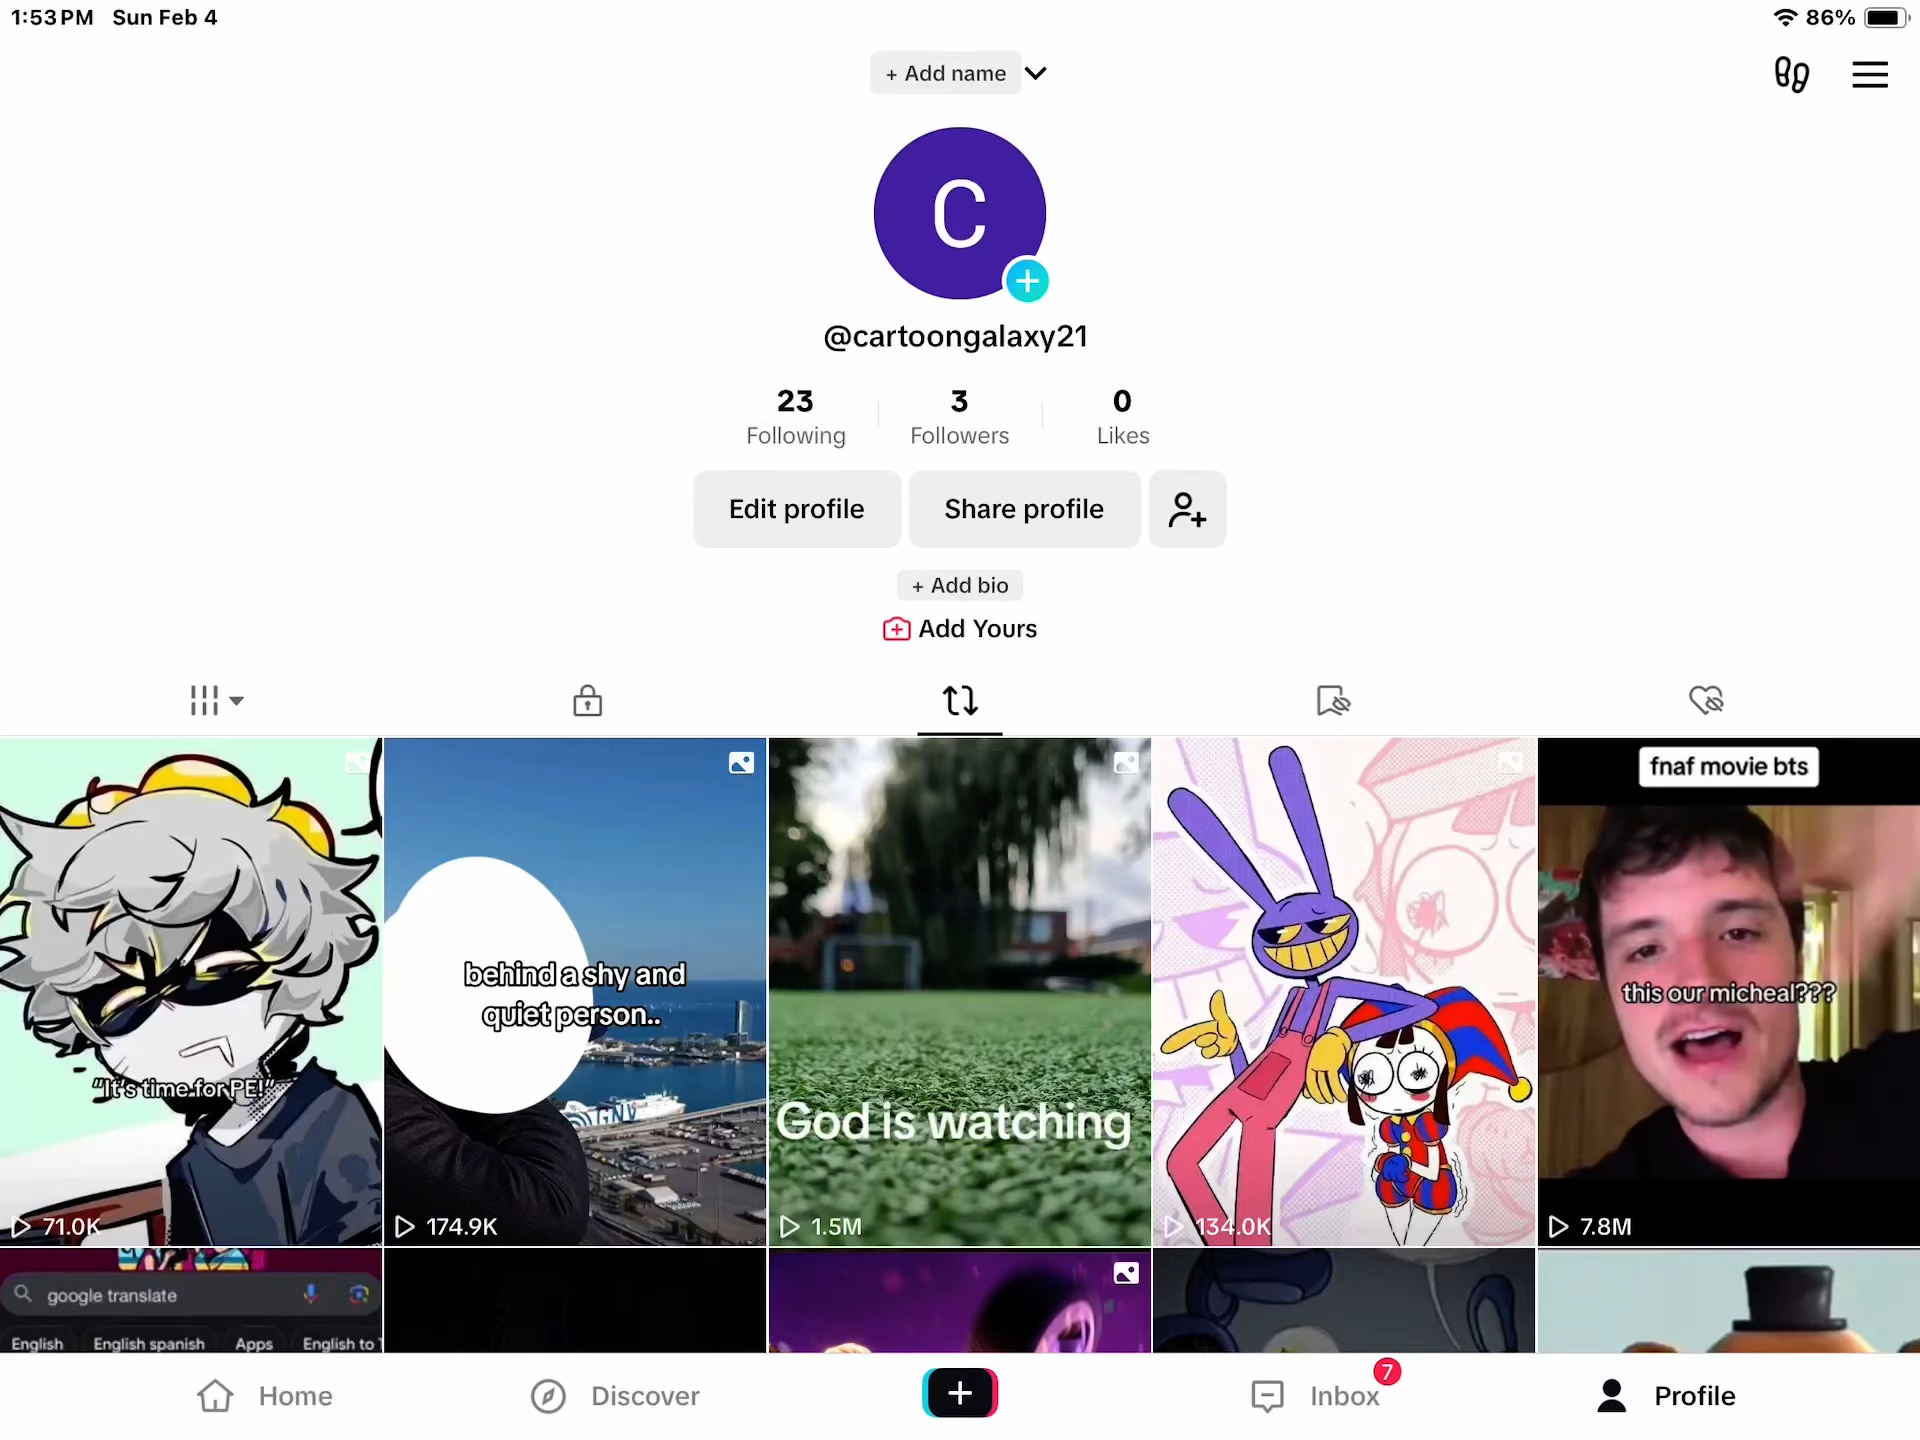 1:53 PM Sun Feb 4
86%
+ Add name
C
@cartoongalaxy21
23 3 0
Following Followers Likes
Edit profile Share profile
+ Add bio
Add Yours
"It's time for PE!"
71.0K
behind a shy and
quiet person..
GNV
174.9K
God is watching
1.5M
134.0K
fnaf movie bts
this our micheal???
7.8M
google translate
English English spanish Apps English to
Home Discover Inbox 7 Profile